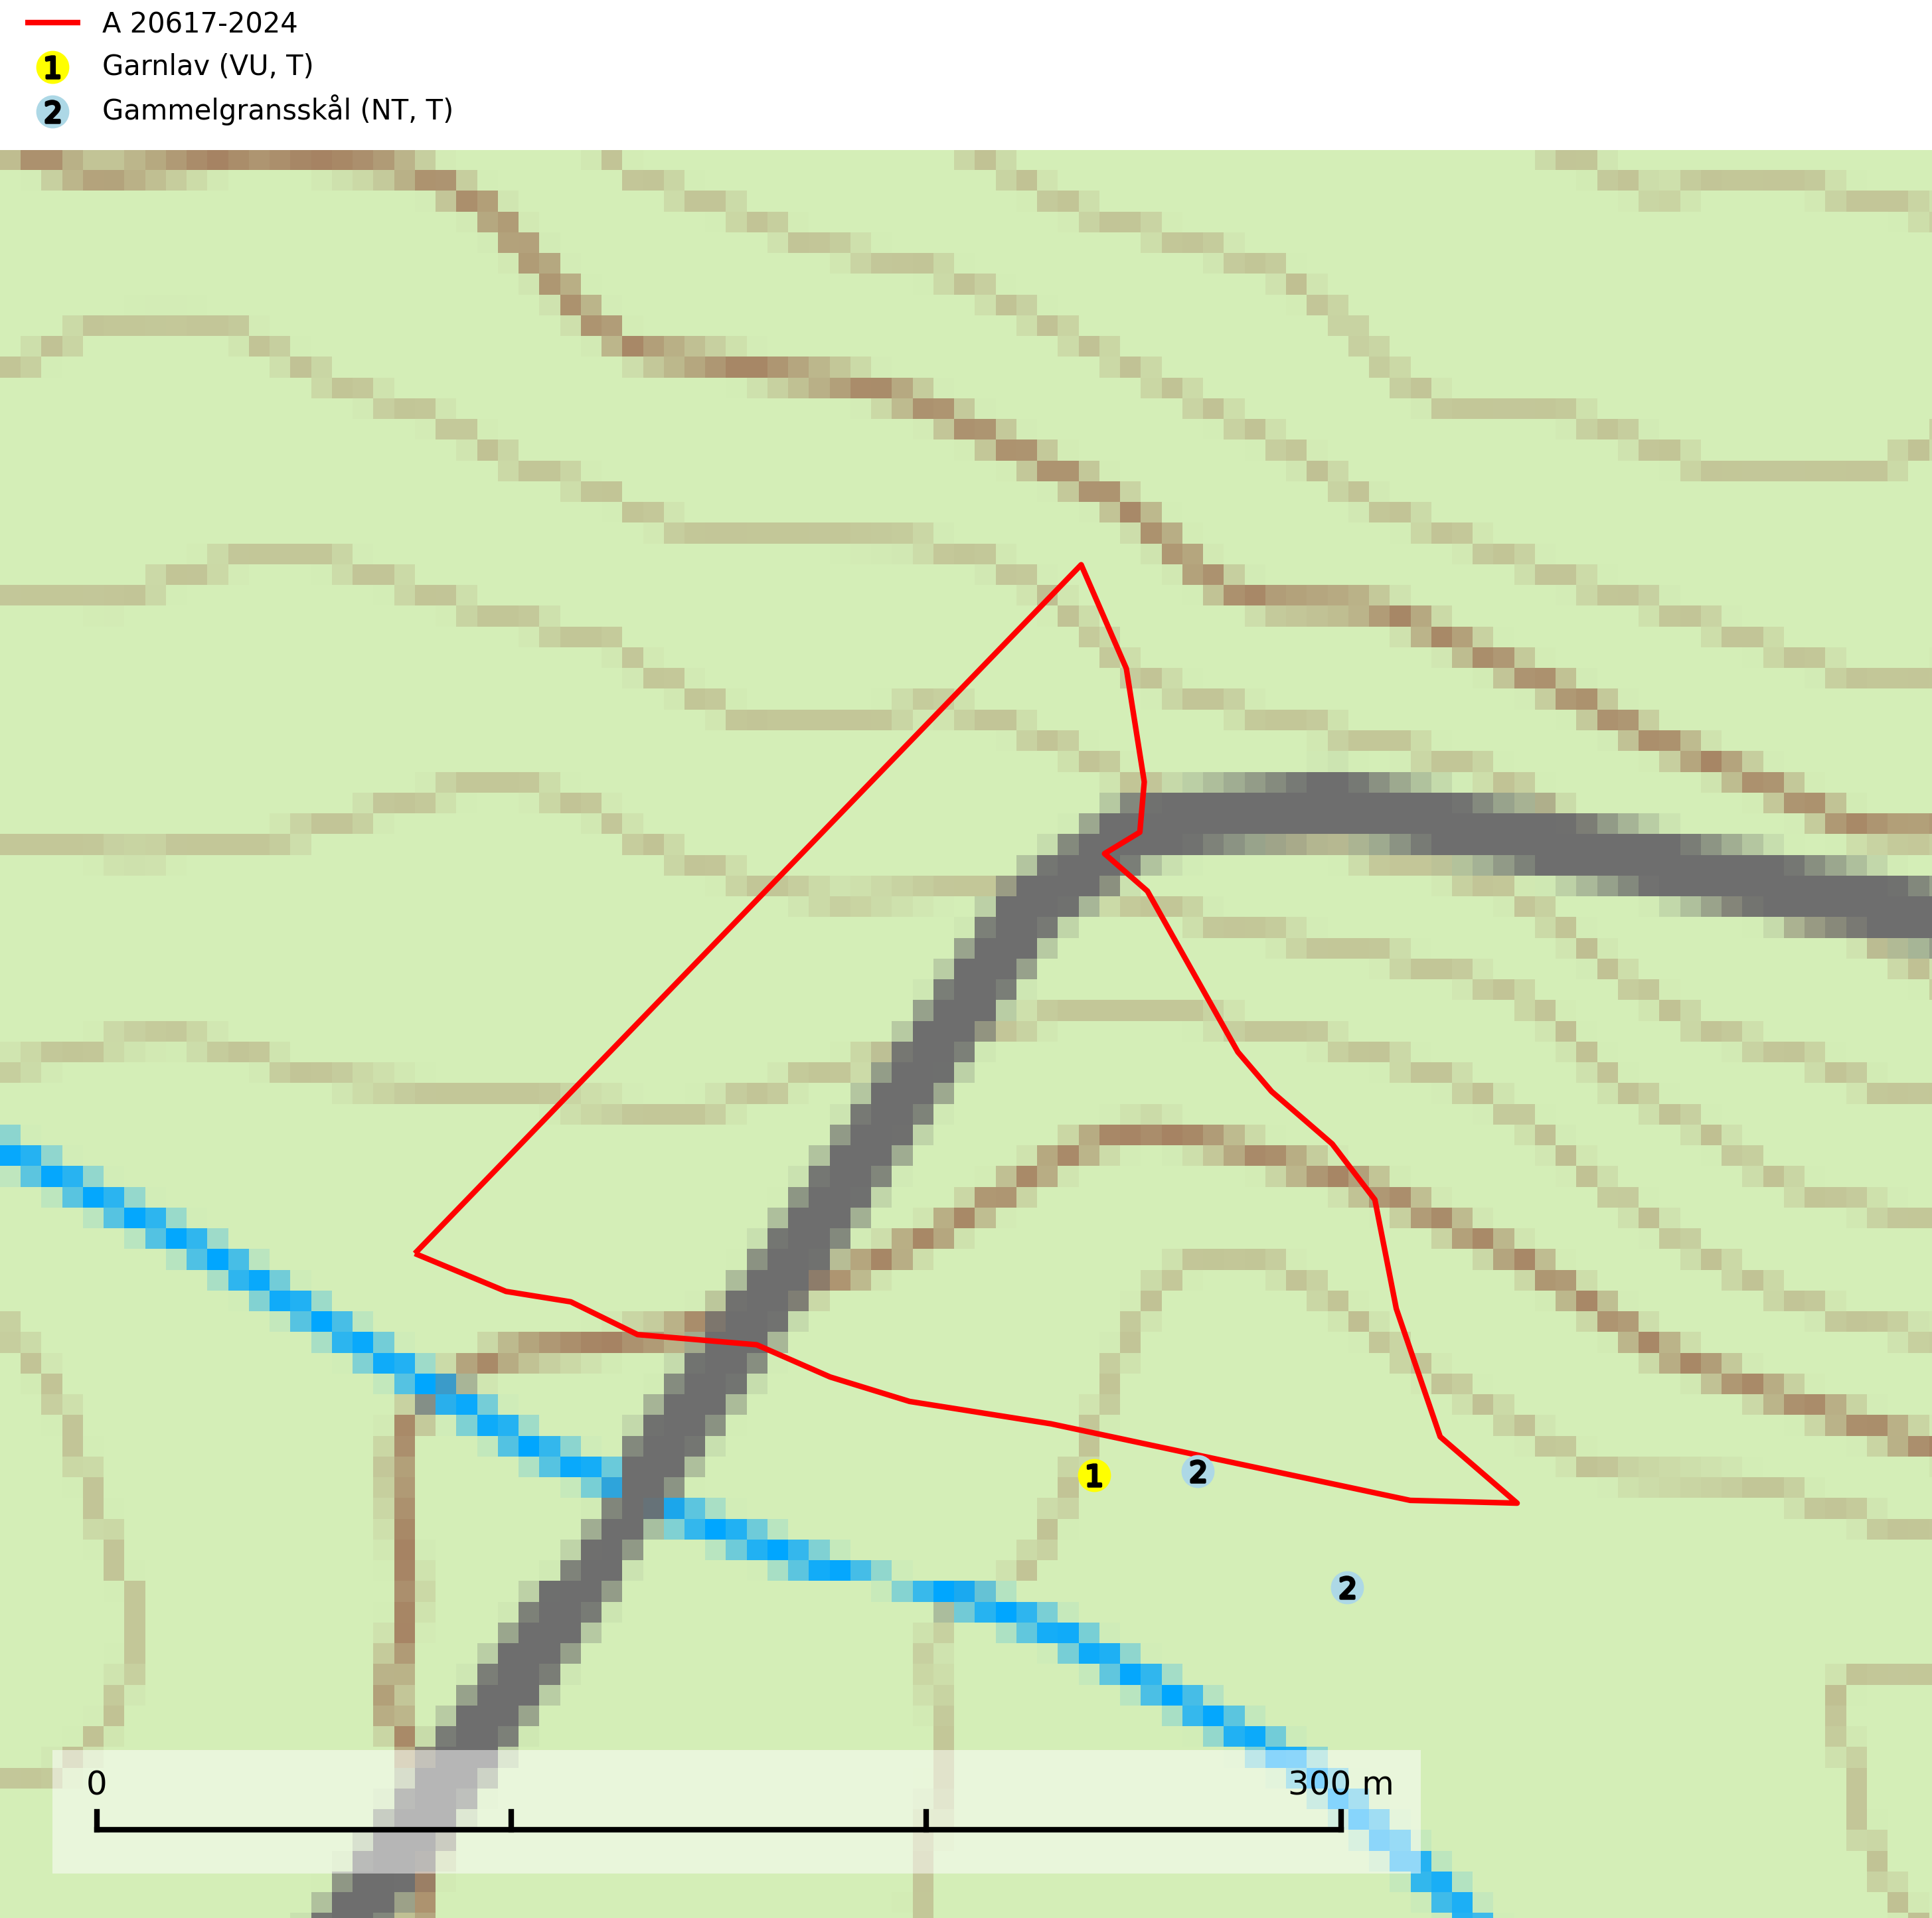 A 20617-2024
1 Garnlav (VU, T)
2 Gammelgransskål (NT, T)
1 2
2
0 300 m